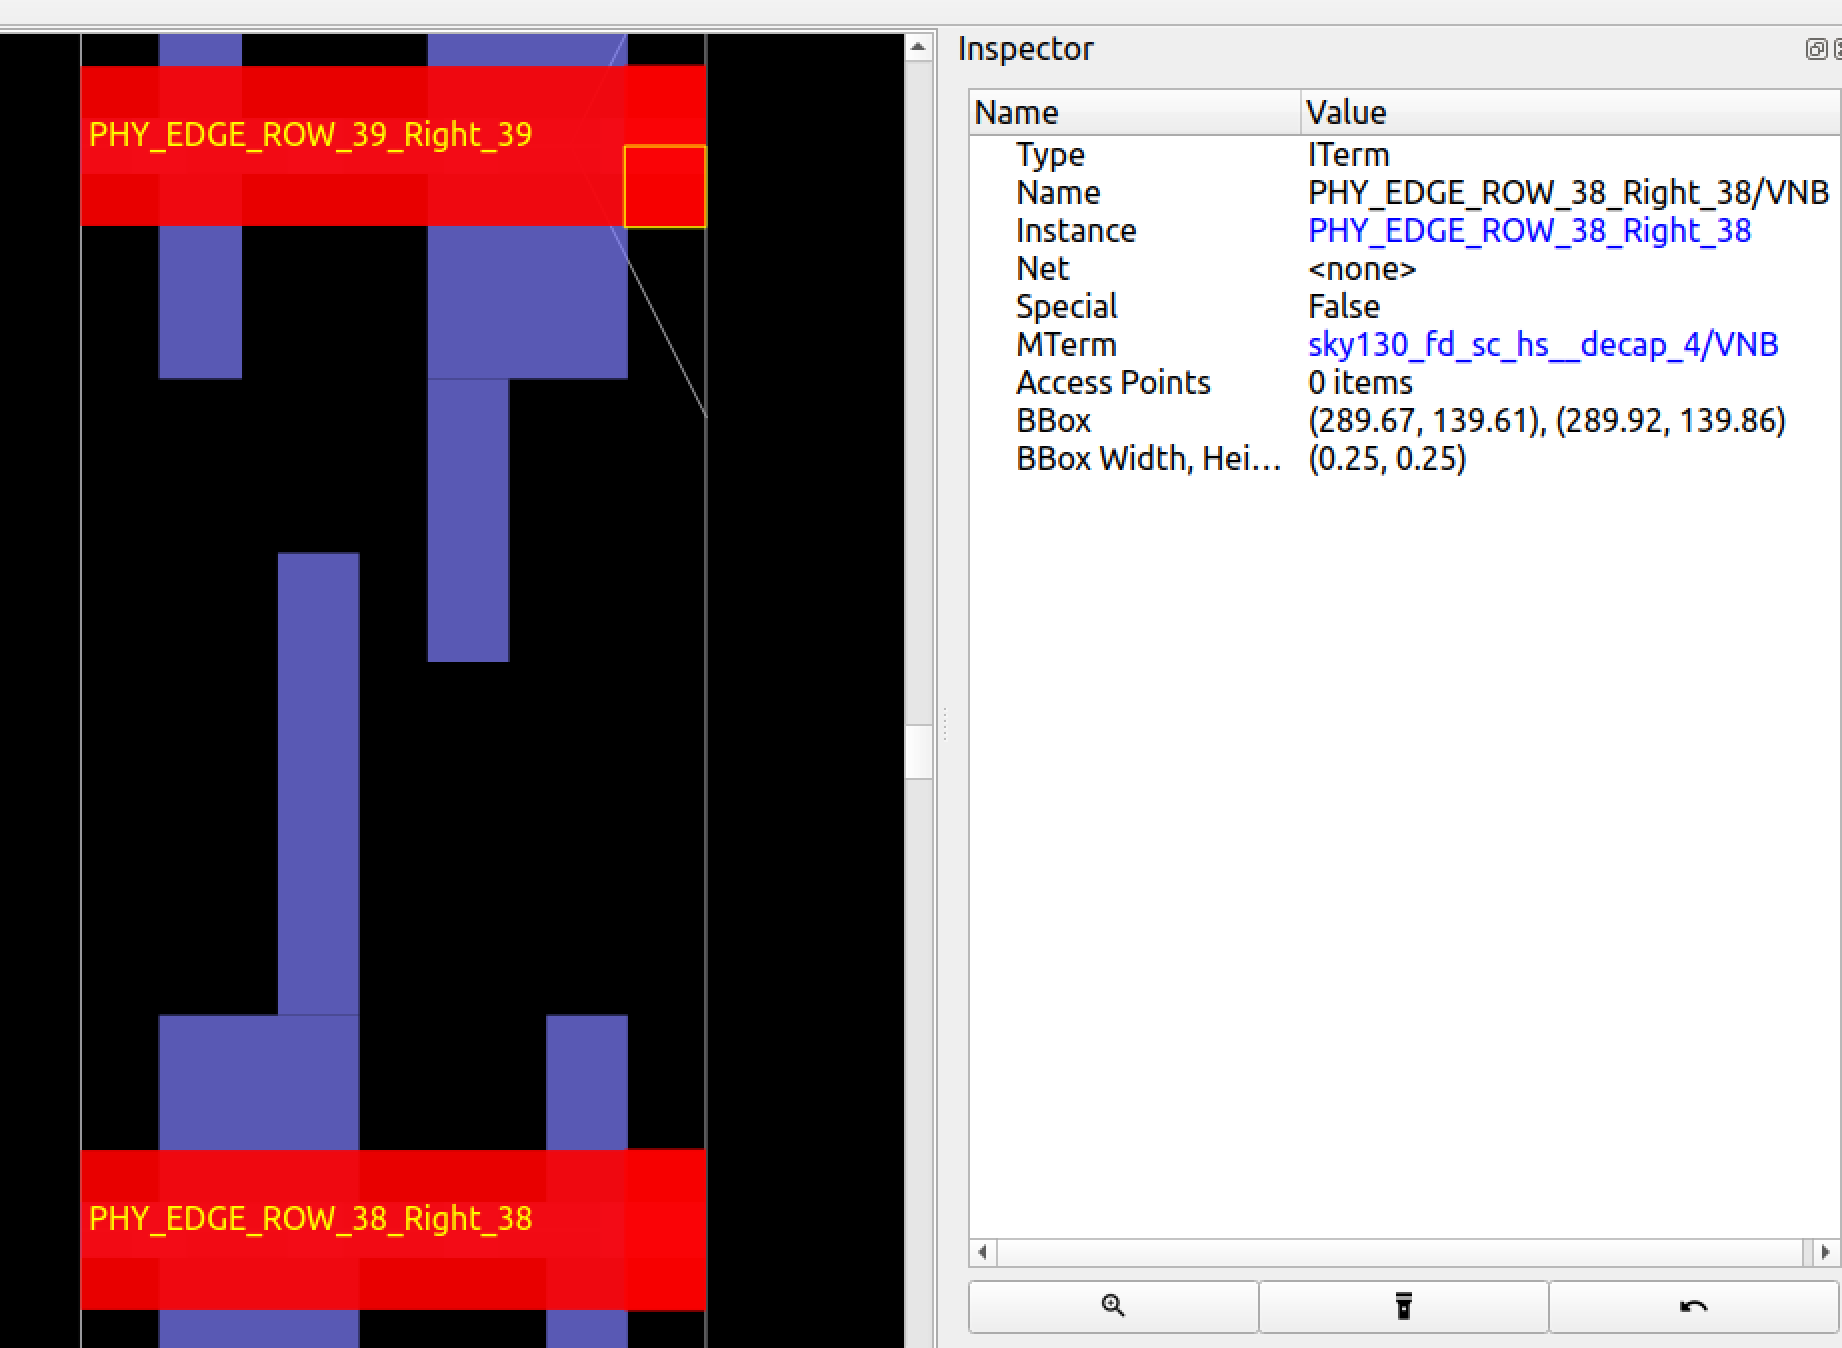 Inspector
Name Value
Type ITerm
Name PHY_EDGE_ROW_38_Right_38/VNB
Instance PHY_EDGE_ROW_38_Right_38
Net <none>
Special False
MTerm sky130_fd_sc_hs__decap_4/VNB
Access Points 0 items
BBox (289.67, 139.61), (289.92, 139.86)
BBox Width, Hei... (0.25, 0.25)
PHY_EDGE_ROW_39_Right_39
PHY_EDGE_ROW_38_Right_38